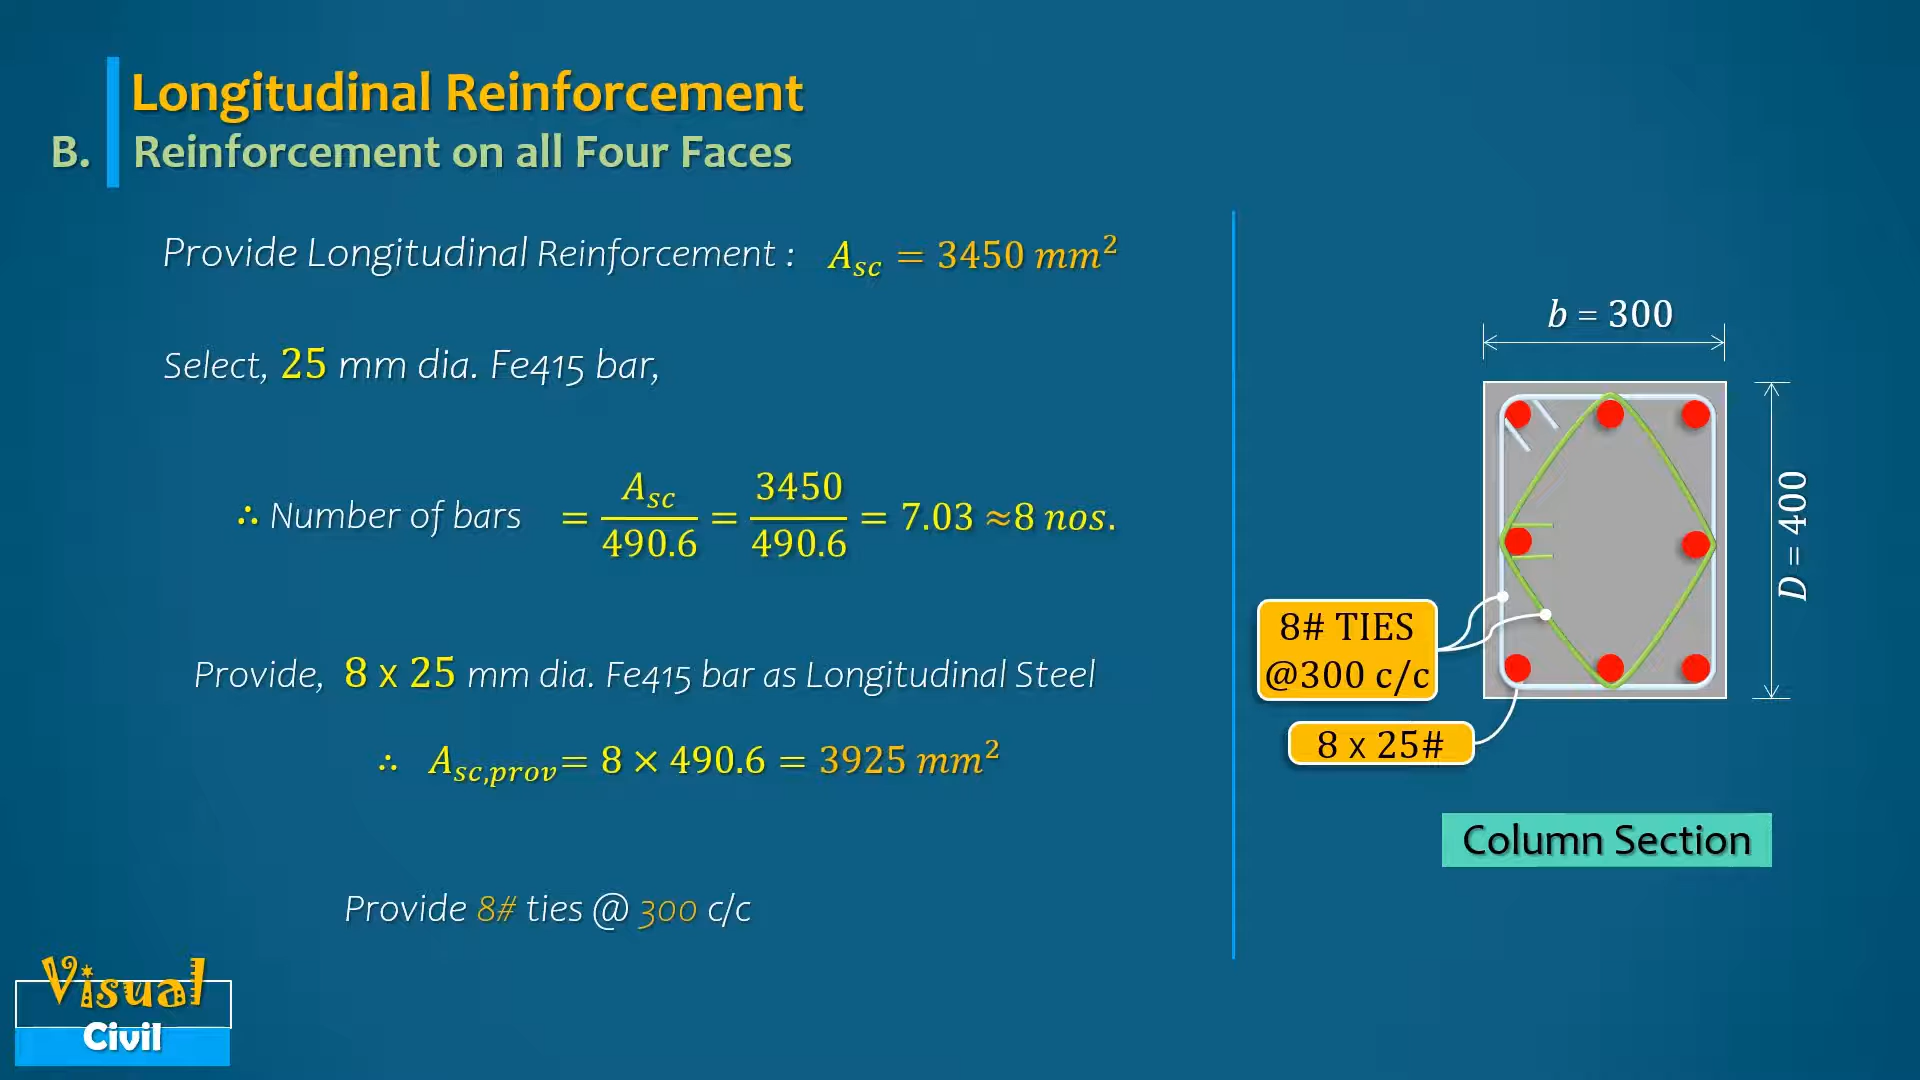 Longitudinal Reinforcement
B. Reinforcement on all Four Faces
Provide Longitudinal Reinforcement : A_sc = 3450 mm²
Select, 25 mm dia. Fe415 bar,
∴ Number of bars = A_sc/490.6 = 3450/490.6 = 7.03 ≈8 nos.
Provide, 8 x 25 mm dia. Fe415 bar as Longitudinal Steel
∴ A_sc,prov = 8 × 490.6 = 3925 mm²
Provide 8# ties @ 300 c/c
b = 300
D = 400
8# TIES
@300 c/c
8 x 25#
Column Section
Visual
Civil